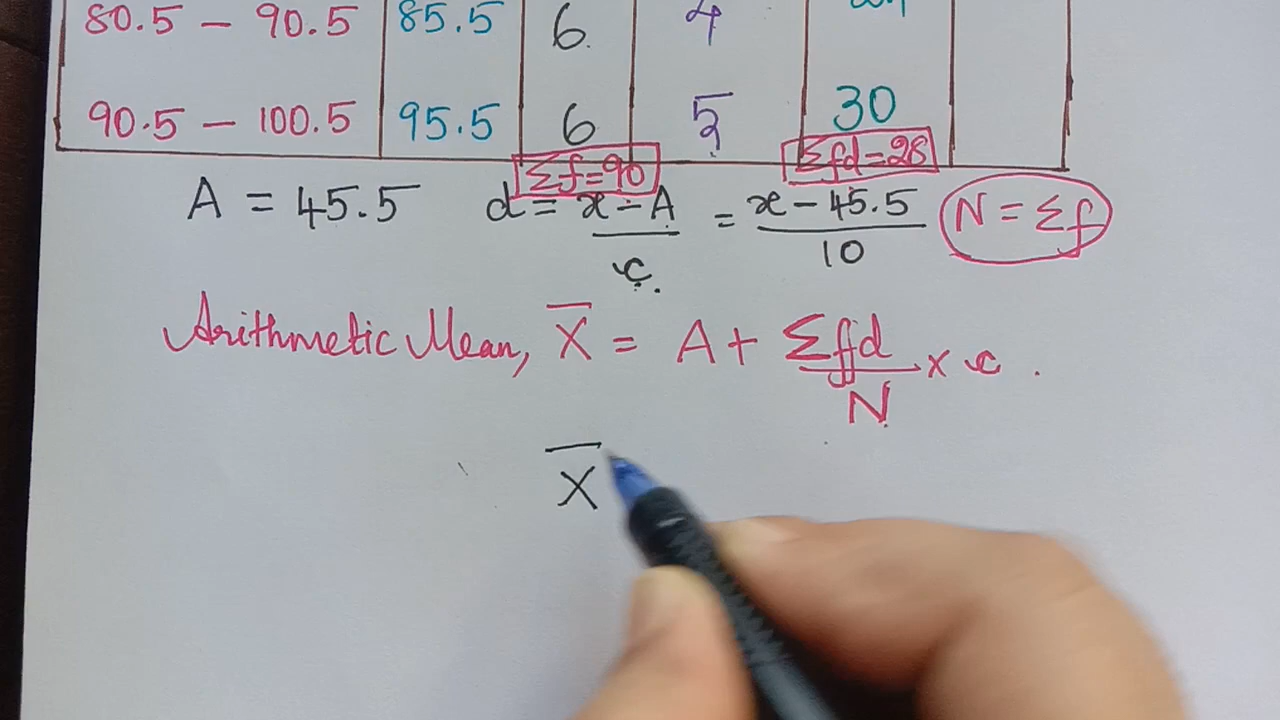 80.5 – 90.5 85.5 6 4
90.5 – 100.5 95.5 6 5 30
Σf=90 Σfd=28
A = 45.5 d = x – A / c = x – 45.5 / 10 N = Σf
Arithmetic Mean, X̅ = A + Σfd / N × c .
X̅